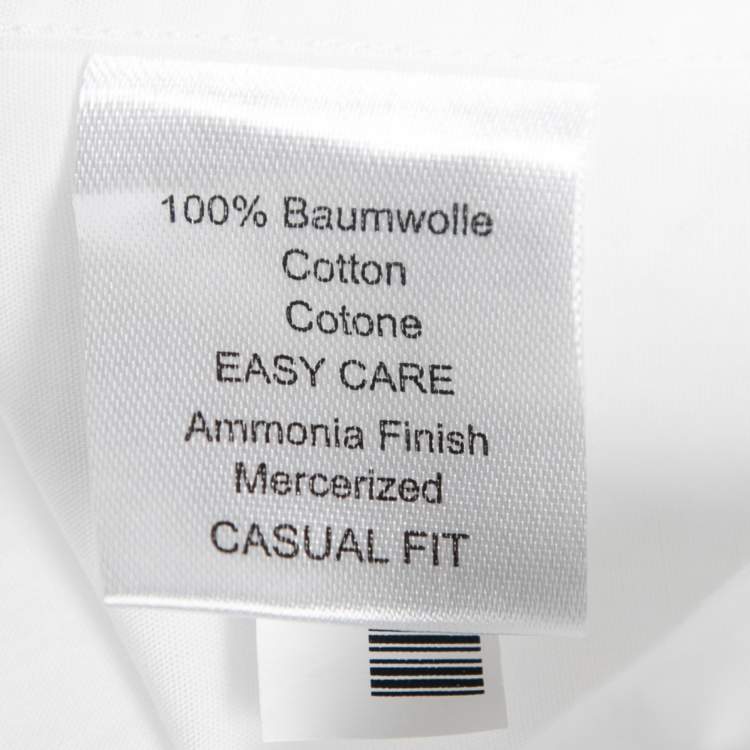 100% Baumwolle
Cotton
Cotone
EASY CARE
Ammonia Finish
Mercerized
CASUAL FIT